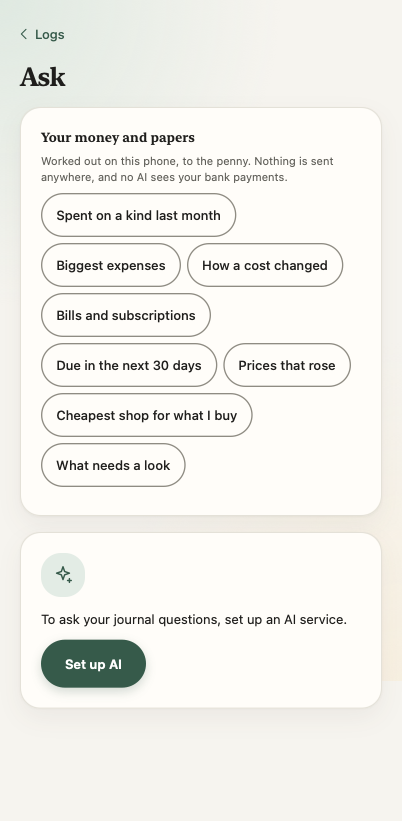 Logs
Ask
Your money and papers
Worked out on this phone, to the penny. Nothing is sent
anywhere, and no AI sees your bank payments.
Spent on a kind last month
Biggest expenses
How a cost changed
Bills and subscriptions
Due in the next 30 days
Prices that rose
Cheapest shop for what I buy
What needs a look
To ask your journal questions, set up an AI service.
Set up AI